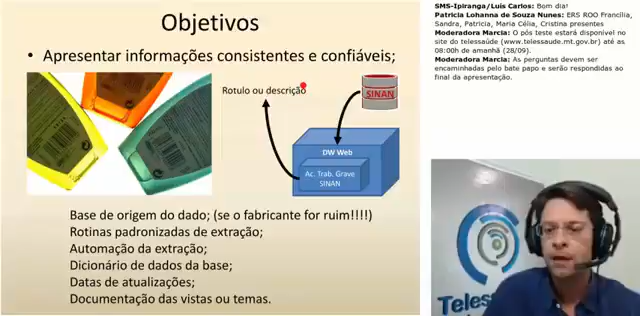 Objetivos
• Apresentar informações consistentes e confiáveis;
Rotulo ou descrição
SINAN
DW Web
Ac. Trab. Grave
SINAN
Base de origem do dado; (se o fabricante for ruim!!!!)
Rotinas padronizadas de extração;
Automação da extração;
Dicionário de dados da base;
Datas de atualizações;
Documentação das vistas ou temas.
SMS-Ipiranga/Luis Carlos: Bom dia!
Patricia Lohanna de Souza Nunes: ERS ROO Francília,
Sandra, Patricia, Maria Célia, Cristina presentes
Moderadora Marcia: O pós teste estará disponível no
site do telessaúde (www.telessaude.mt.gov.br) até as
08:00h de amanhã (28/09).
Moderadora Marcia: As perguntas devem ser
encaminhadas pelo bate papo e serão respondidas ao
final da apresentação.
Teless